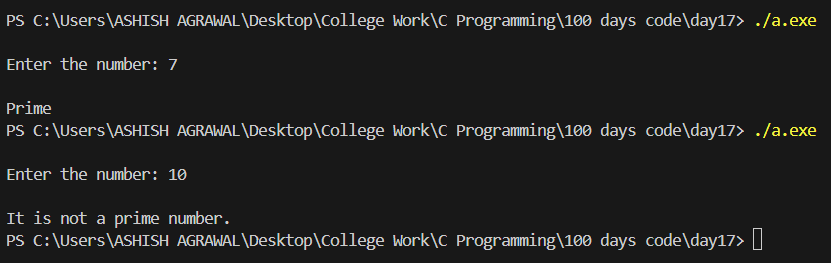 PS C:\Users\ASHISH AGRAWAL\Desktop\College Work\C Programming\100 days code\day17> ./a.exe
Enter the number: 7
Prime
PS C:\Users\ASHISH AGRAWAL\Desktop\College Work\C Programming\100 days code\day17> ./a.exe
Enter the number: 10
It is not a prime number.
PS C:\Users\ASHISH AGRAWAL\Desktop\College Work\C Programming\100 days code\day17>